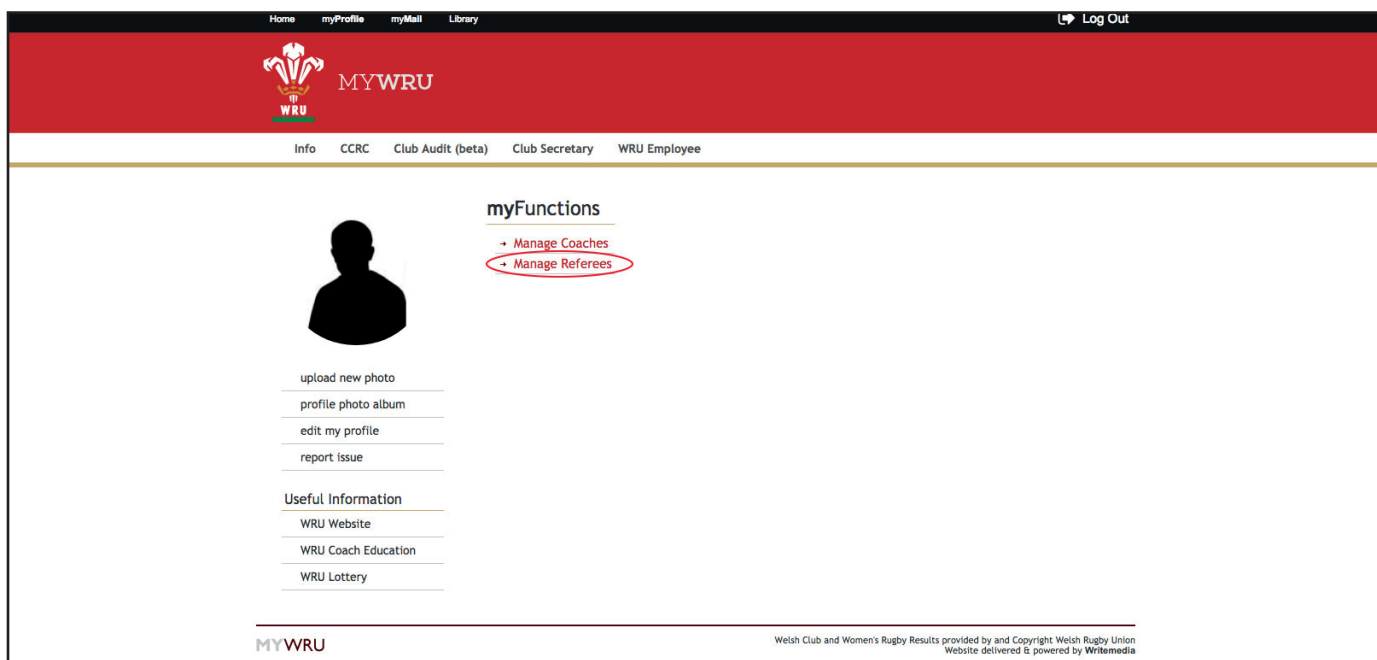 Home myProfile myMail Library Log Out
WRU
MYWRU
Info CCRC Club Audit (beta) Club Secretary WRU Employee
myFunctions
Manage Coaches
Manage Referees
upload new photo
profile photo album
edit my profile
report issue
Useful Information
WRU Website
WRU Coach Education
WRU Lottery
MYWRU
Welsh Club and Women's Rugby Results provided by and Copyright Welsh Rugby Union
Website delivered & powered by Writemedia